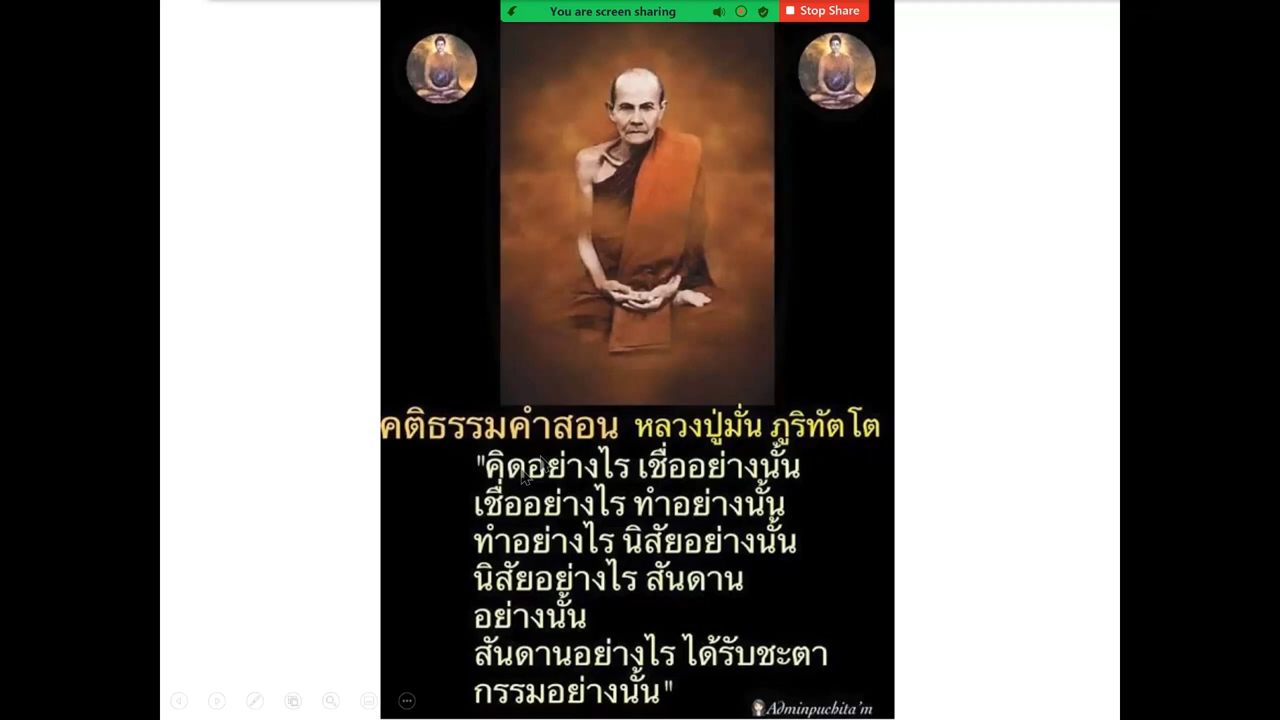 You are screen sharing
Stop Share
คติธรรมคำสอน หลวงปู่มั่น ภูริทัตโต
"คิดอย่างไร เชื่ออย่างนั้น
เชื่ออย่างไร ทำอย่างนั้น
ทำอย่างไร นิสัยอย่างนั้น
นิสัยอย่างไร สันดาน
อย่างนั้น
สันดานอย่างไร ได้รับชะตา
กรรมอย่างนั้น"
Adminpuchita'm